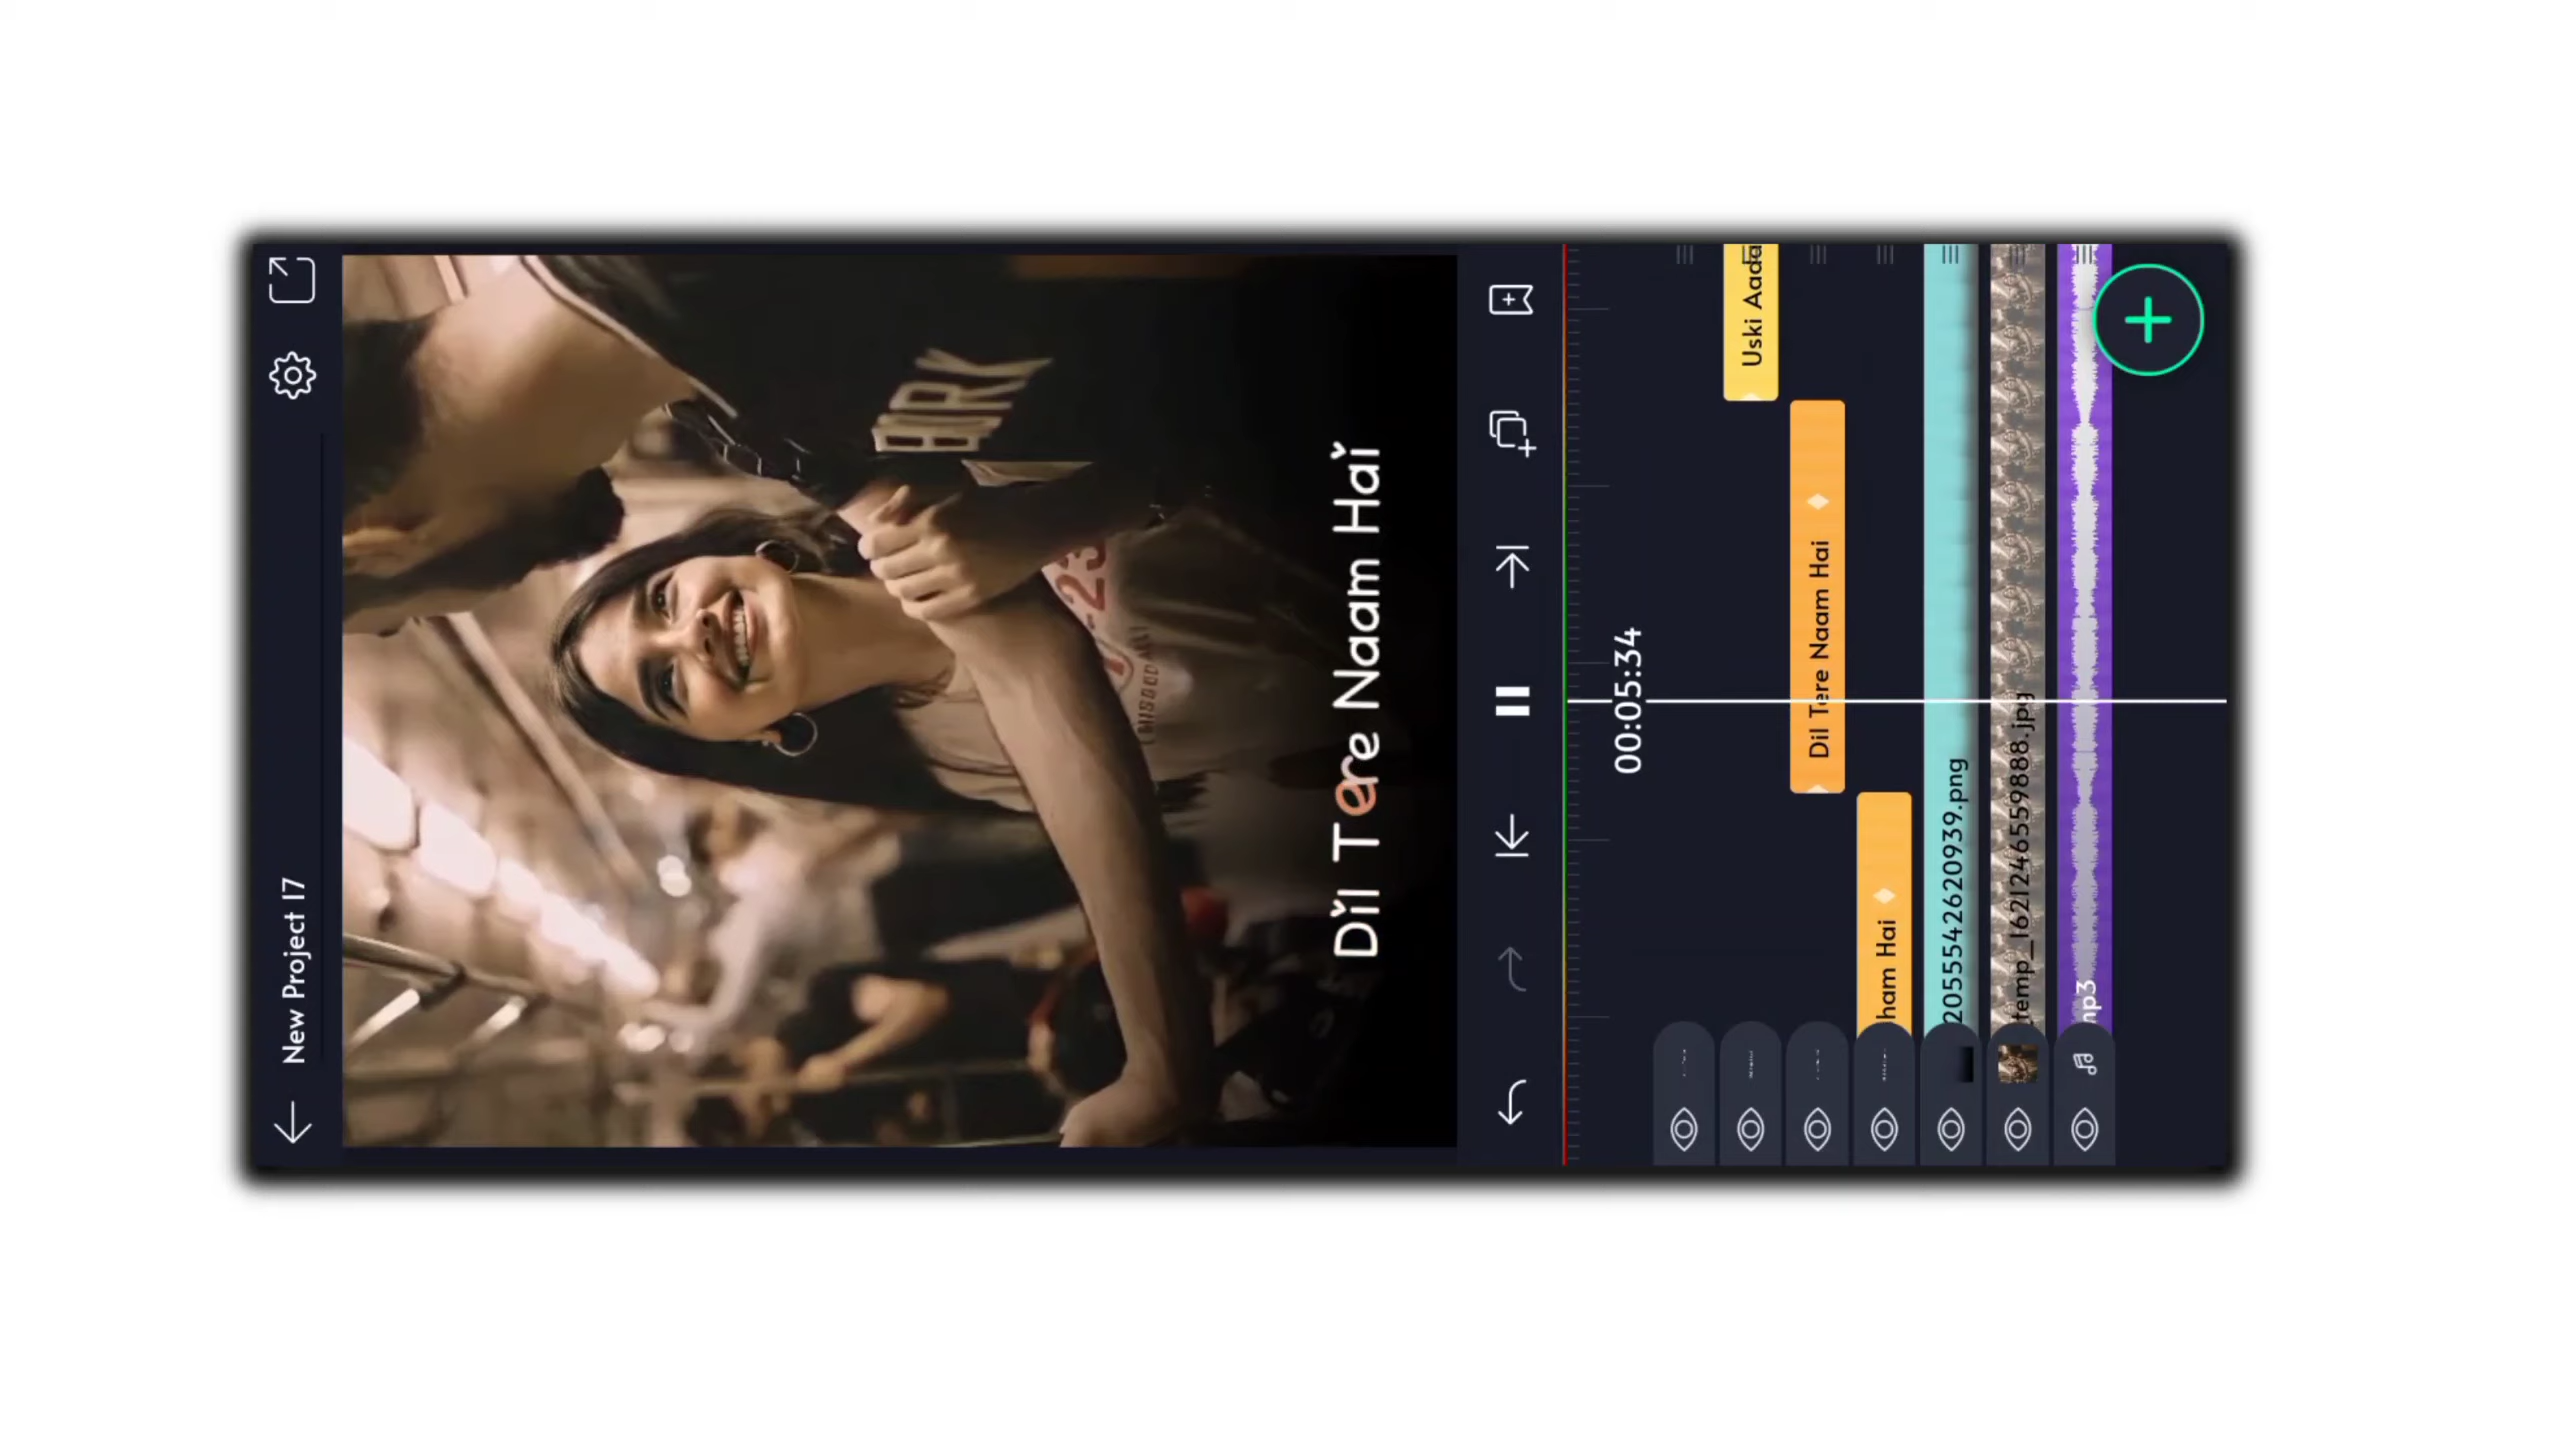 New Project 17
Dil Tere Naam Hai
00:05:34
Uski Aada
Dil Tere Naam Hai
ham Hai
2055542620939.png
temp_1621246559888.jpg
mp3